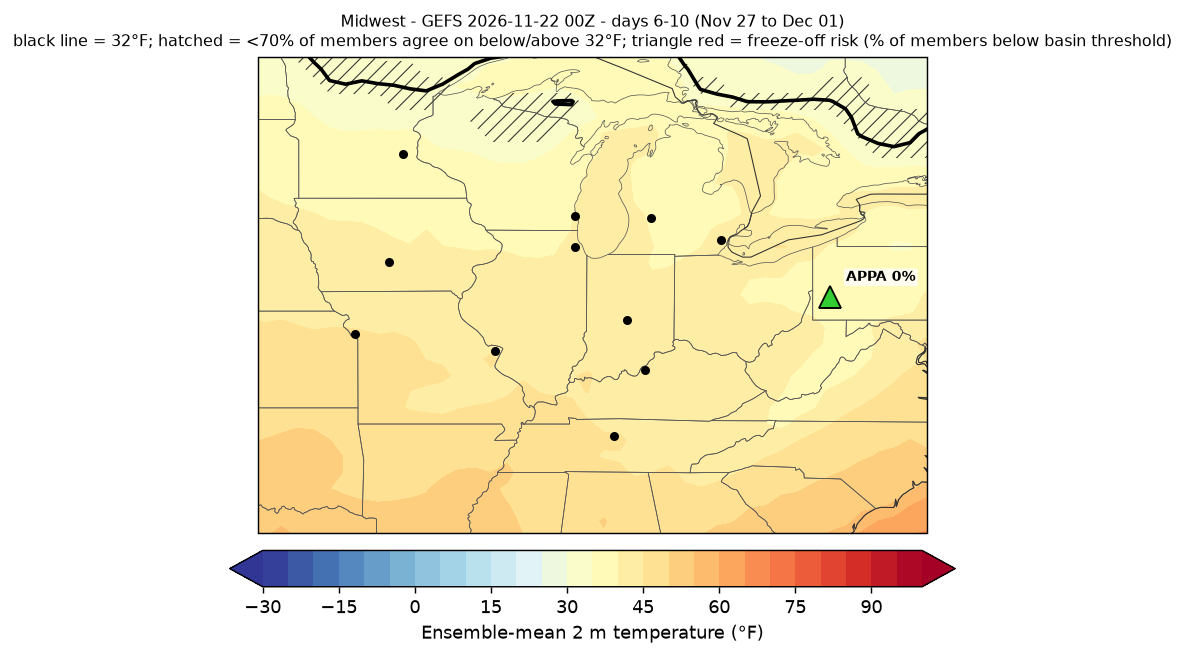 Midwest - GEFS 2026-11-22 00Z - days 6-10 (Nov 27 to Dec 01)
black line = 32°F; hatched = <70% of members agree on below/above 32°F; triangle red = freeze-off risk (% of members below basin threshold)
APPA 0%
−30 −15 0 15 30 45 60 75 90
Ensemble-mean 2 m temperature (°F)